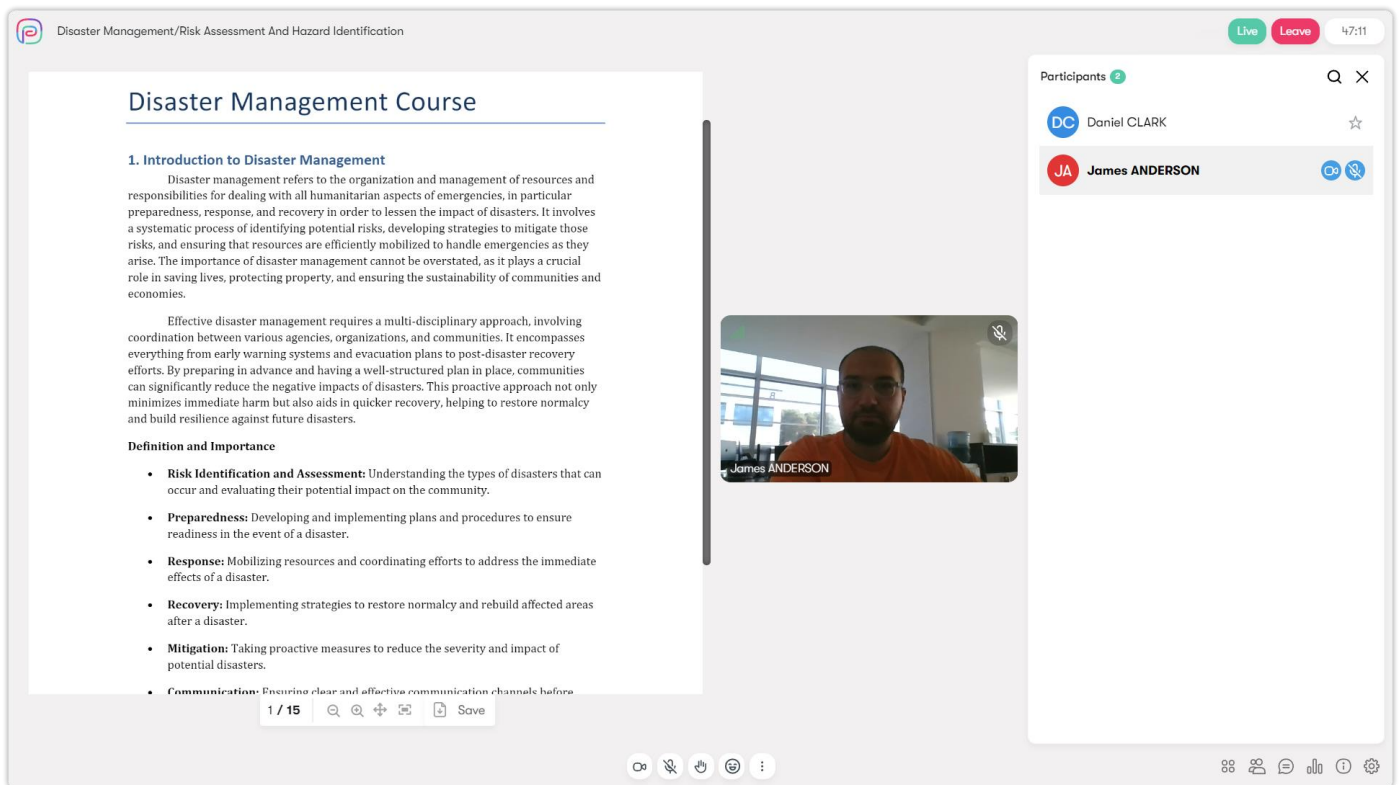 Disaster Management/Risk Assessment And Hazard Identification
Live
Leave
47:11
Disaster Management Course
1. Introduction to Disaster Management
Disaster management refers to the organization and management of resources and
responsibilities for dealing with all humanitarian aspects of emergencies, in particular
preparedness, response, and recovery in order to lessen the impact of disasters. It involves
a systematic process of identifying potential risks, developing strategies to mitigate those
risks, and ensuring that resources are efficiently mobilized to handle emergencies as they
arise. The importance of disaster management cannot be overstated, as it plays a crucial
role in saving lives, protecting property, and ensuring the sustainability of communities and
economies.
Effective disaster management requires a multi-disciplinary approach, involving
coordination between various agencies, organizations, and communities. It encompasses
everything from early warning systems and evacuation plans to post-disaster recovery
efforts. By preparing in advance and having a well-structured plan in place, communities
can significantly reduce the negative impacts of disasters. This proactive approach not only
minimizes immediate harm but also aids in quicker recovery, helping to restore normalcy
and build resilience against future disasters.
Definition and Importance
• Risk Identification and Assessment: Understanding the types of disasters that can
occur and evaluating their potential impact on the community.
• Preparedness: Developing and implementing plans and procedures to ensure
readiness in the event of a disaster.
• Response: Mobilizing resources and coordinating efforts to address the immediate
effects of a disaster.
• Recovery: Implementing strategies to restore normalcy and rebuild affected areas
after a disaster.
• Mitigation: Taking proactive measures to reduce the severity and impact of
potential disasters.
• Communication: Ensuring clear and effective communication channels before
1 / 15
Save
James ANDERSON
Participants 2
DC Daniel CLARK
JA James ANDERSON